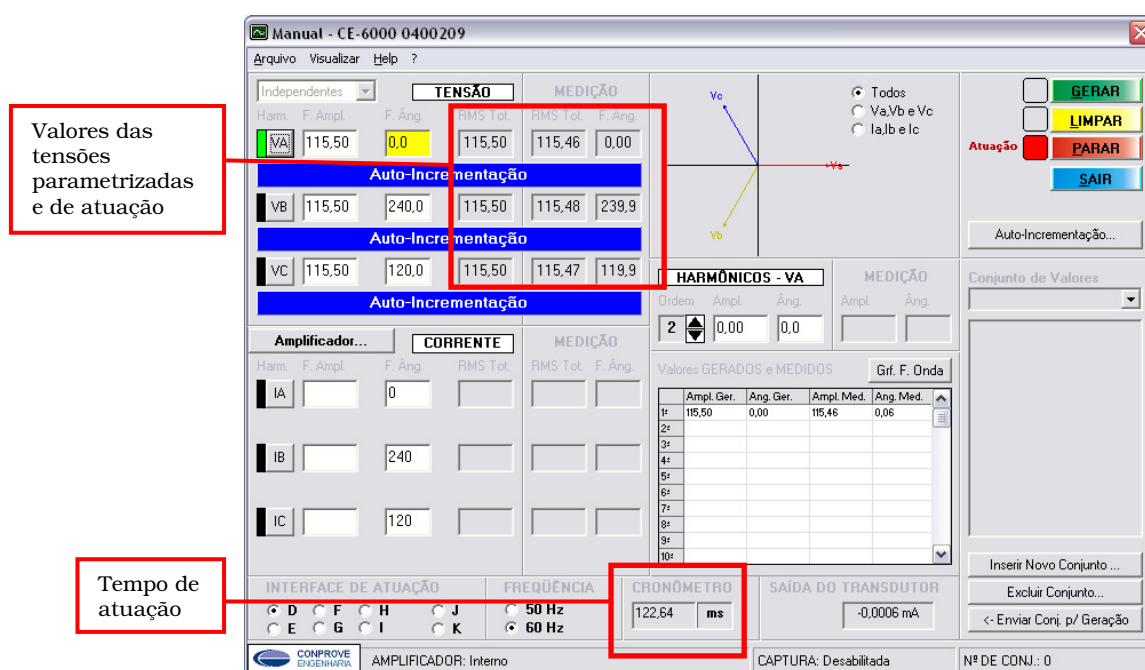 Manual - CE-6000 0400209
Arquivo Visualizar Help ?
Independentes TENSÃO MEDIÇÃO
Harm. F. Ampl. F. Âng. RMS Tot. RMS Tot. F. Âng.
VA 115,50 0,0 115,50 115,46 0,00
Auto-Incrementação
VB 115,50 240,0 115,50 115,48 239,9
Auto-Incrementação
VC 115,50 120,0 115,50 115,47 119,9
Auto-Incrementação
Valores das
tensões
parametrizadas
e de atuação
Vc
Va
Vb
Todos
Va,Vb e Vc
Ia,Ib e Ic
GERAR
LIMPAR
Atuação PARAR
SAIR
Auto-Incrementação...
Amplificador... CORRENTE MEDIÇÃO
Harm. F. Ampl. F. Âng. RMS Tot. RMS Tot. F. Âng.
IA 0
IB 240
IC 120
HARMÔNICOS - VA MEDIÇÃO
Ordem Ampl. Âng. Ampl. Âng.
2 0,00 0,0
Valores GERADOS e MEDIDOS Grf. F. Onda
Ampl. Ger. Ang. Ger. Ampl. Med. Ang. Med.
1ª 115,50 0,00 115,46 0,06
2ª
3ª
4ª
5ª
6ª
7ª
8ª
9ª
10ª
Conjunto de Valores
Inserir Novo Conjunto ...
Excluir Conjunto...
<- Enviar Conj. p/ Geração
Tempo de
atuação
INTERFACE DE ATUAÇÃO
D F H J
E G I K
FREQÜÊNCIA
50 Hz
60 Hz
CRONÔMETRO
122,64 ms
SAÍDA DO TRANSDUTOR
-0,0006 mA
CONPROVE
ENGENHARIA
AMPLIFICADOR: Interno
CAPTURA: Desabilitada
Nº DE CONJ.: 0